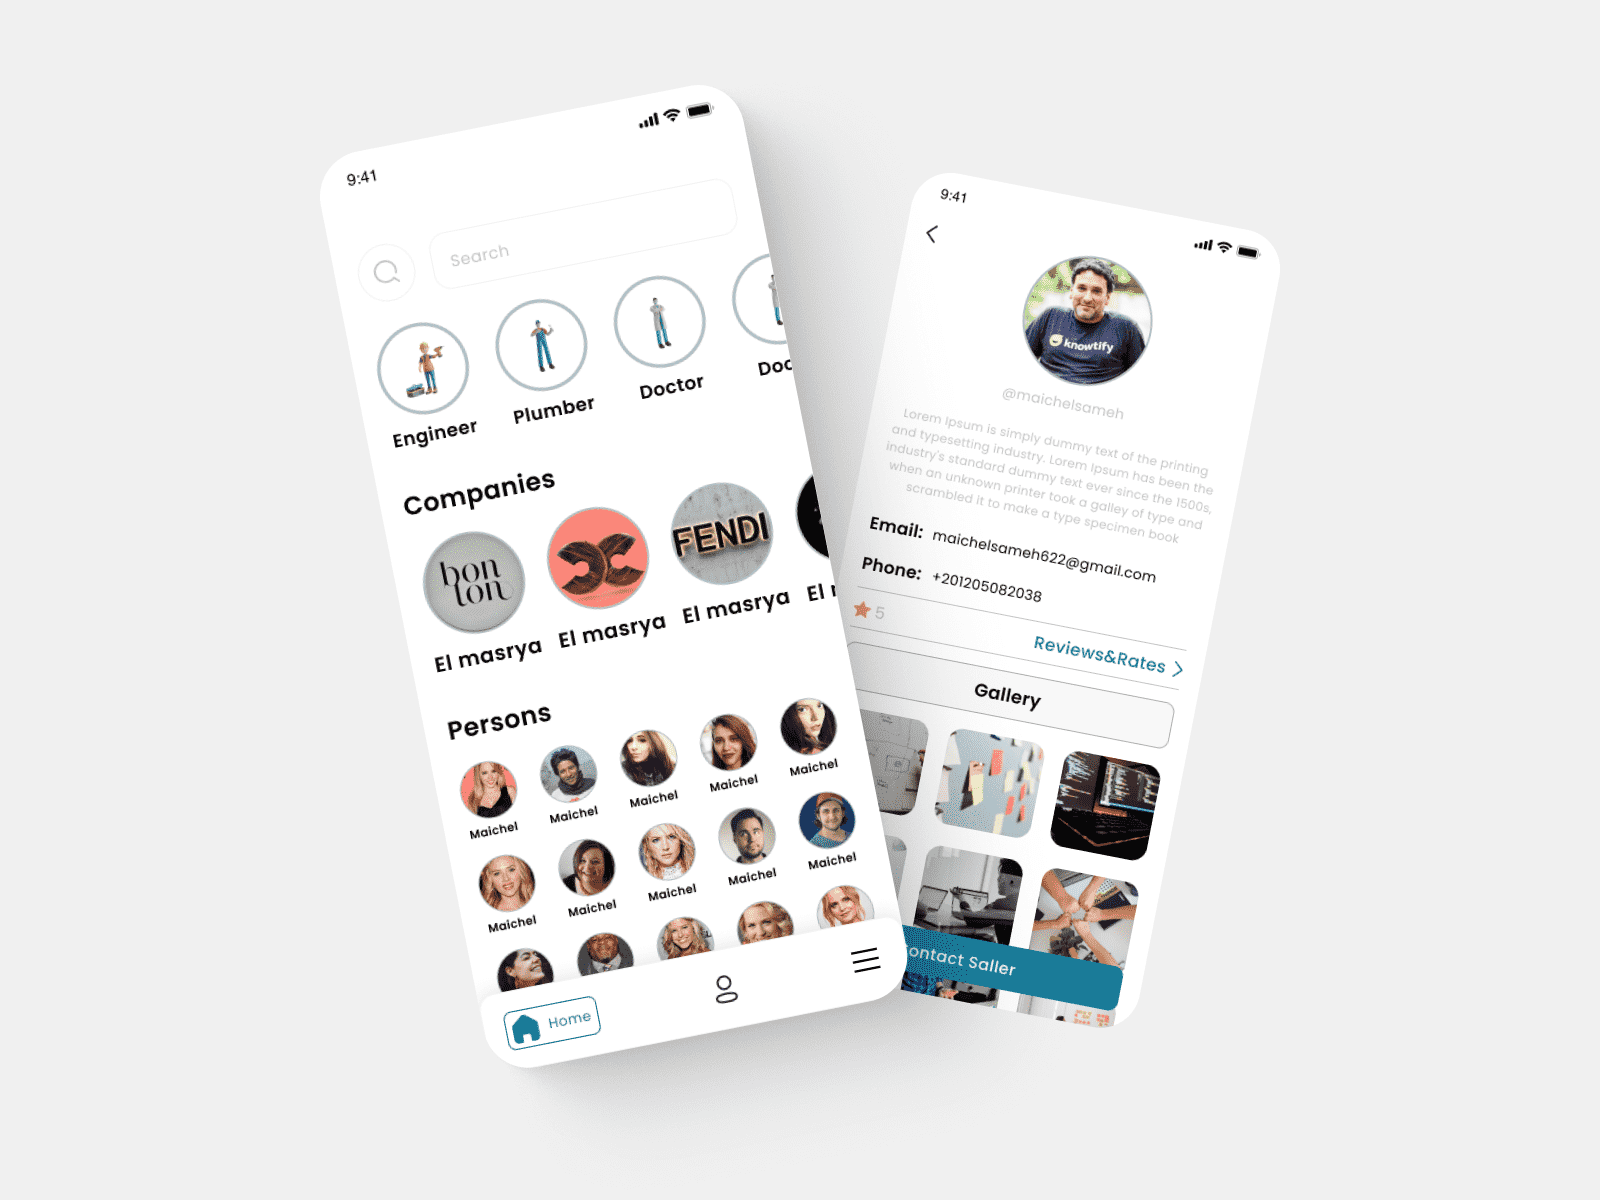 9:41
Search
Engineer
Plumber
Doctor
Doc
Companies
bon
ton
FENDI
El masrya
El masrya
El masrya
El
Persons
Maichel
Maichel
Maichel
Maichel
Maichel
Maichel
Maichel
Maichel
Maichel
Maichel
Home
9:41
knowtify
@maichelsameh
Lorem Ipsum is simply dummy text of the printing
and typesetting industry. Lorem Ipsum has been the
industry's standard dummy text ever since the 1500s,
when an unknown printer took a galley of type and
scrambled it to make a type specimen book
Email: maichelsameh622@gmail.com
Phone: +201205082038
5
Reviews&Rates
Gallery
ontact Saller